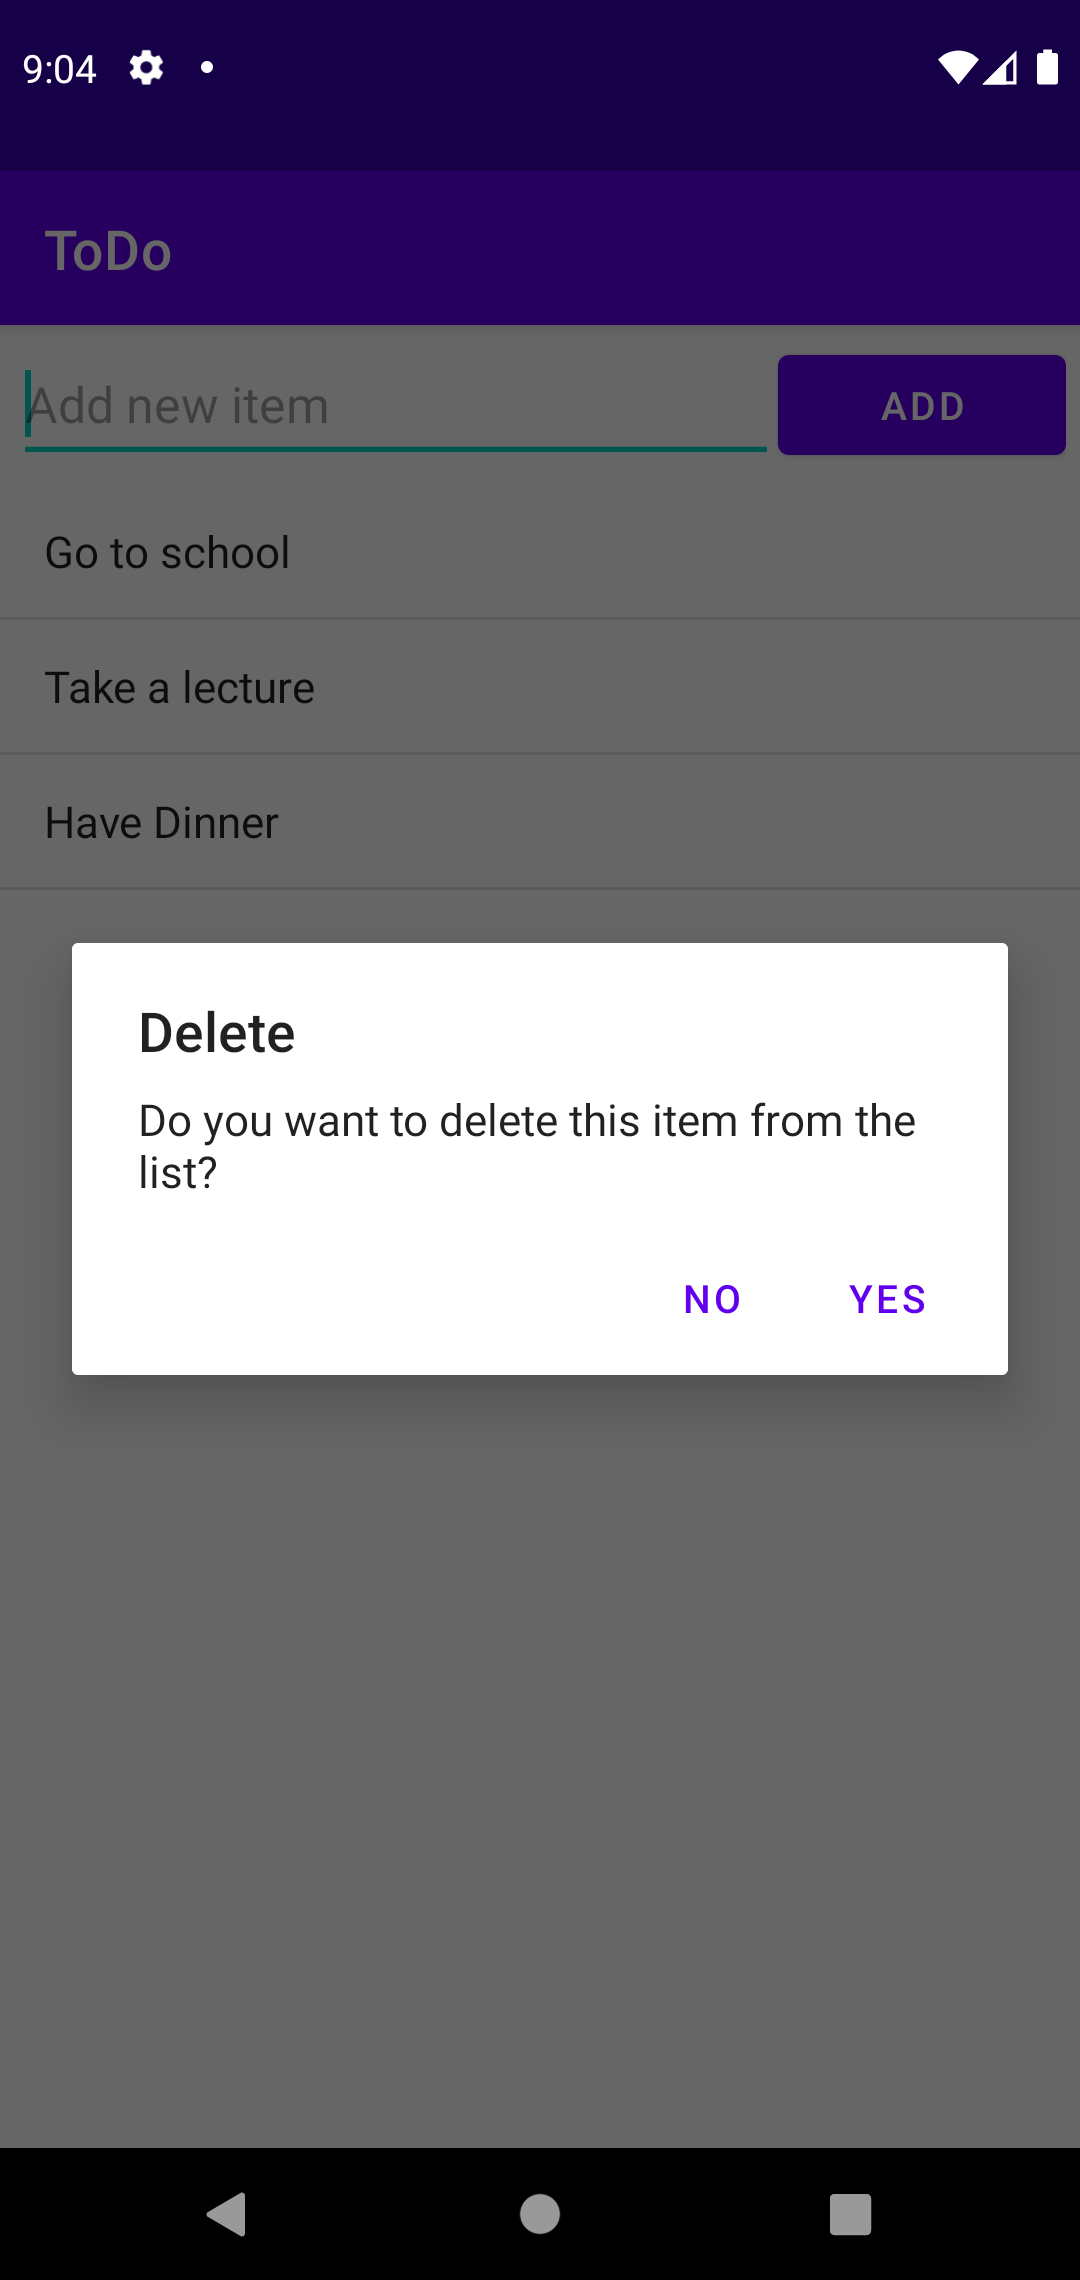 9:04
ToDo
Add new item
ADD
Go to school
Take a lecture
Have Dinner
Delete
Do you want to delete this item from the
list?
NO YES